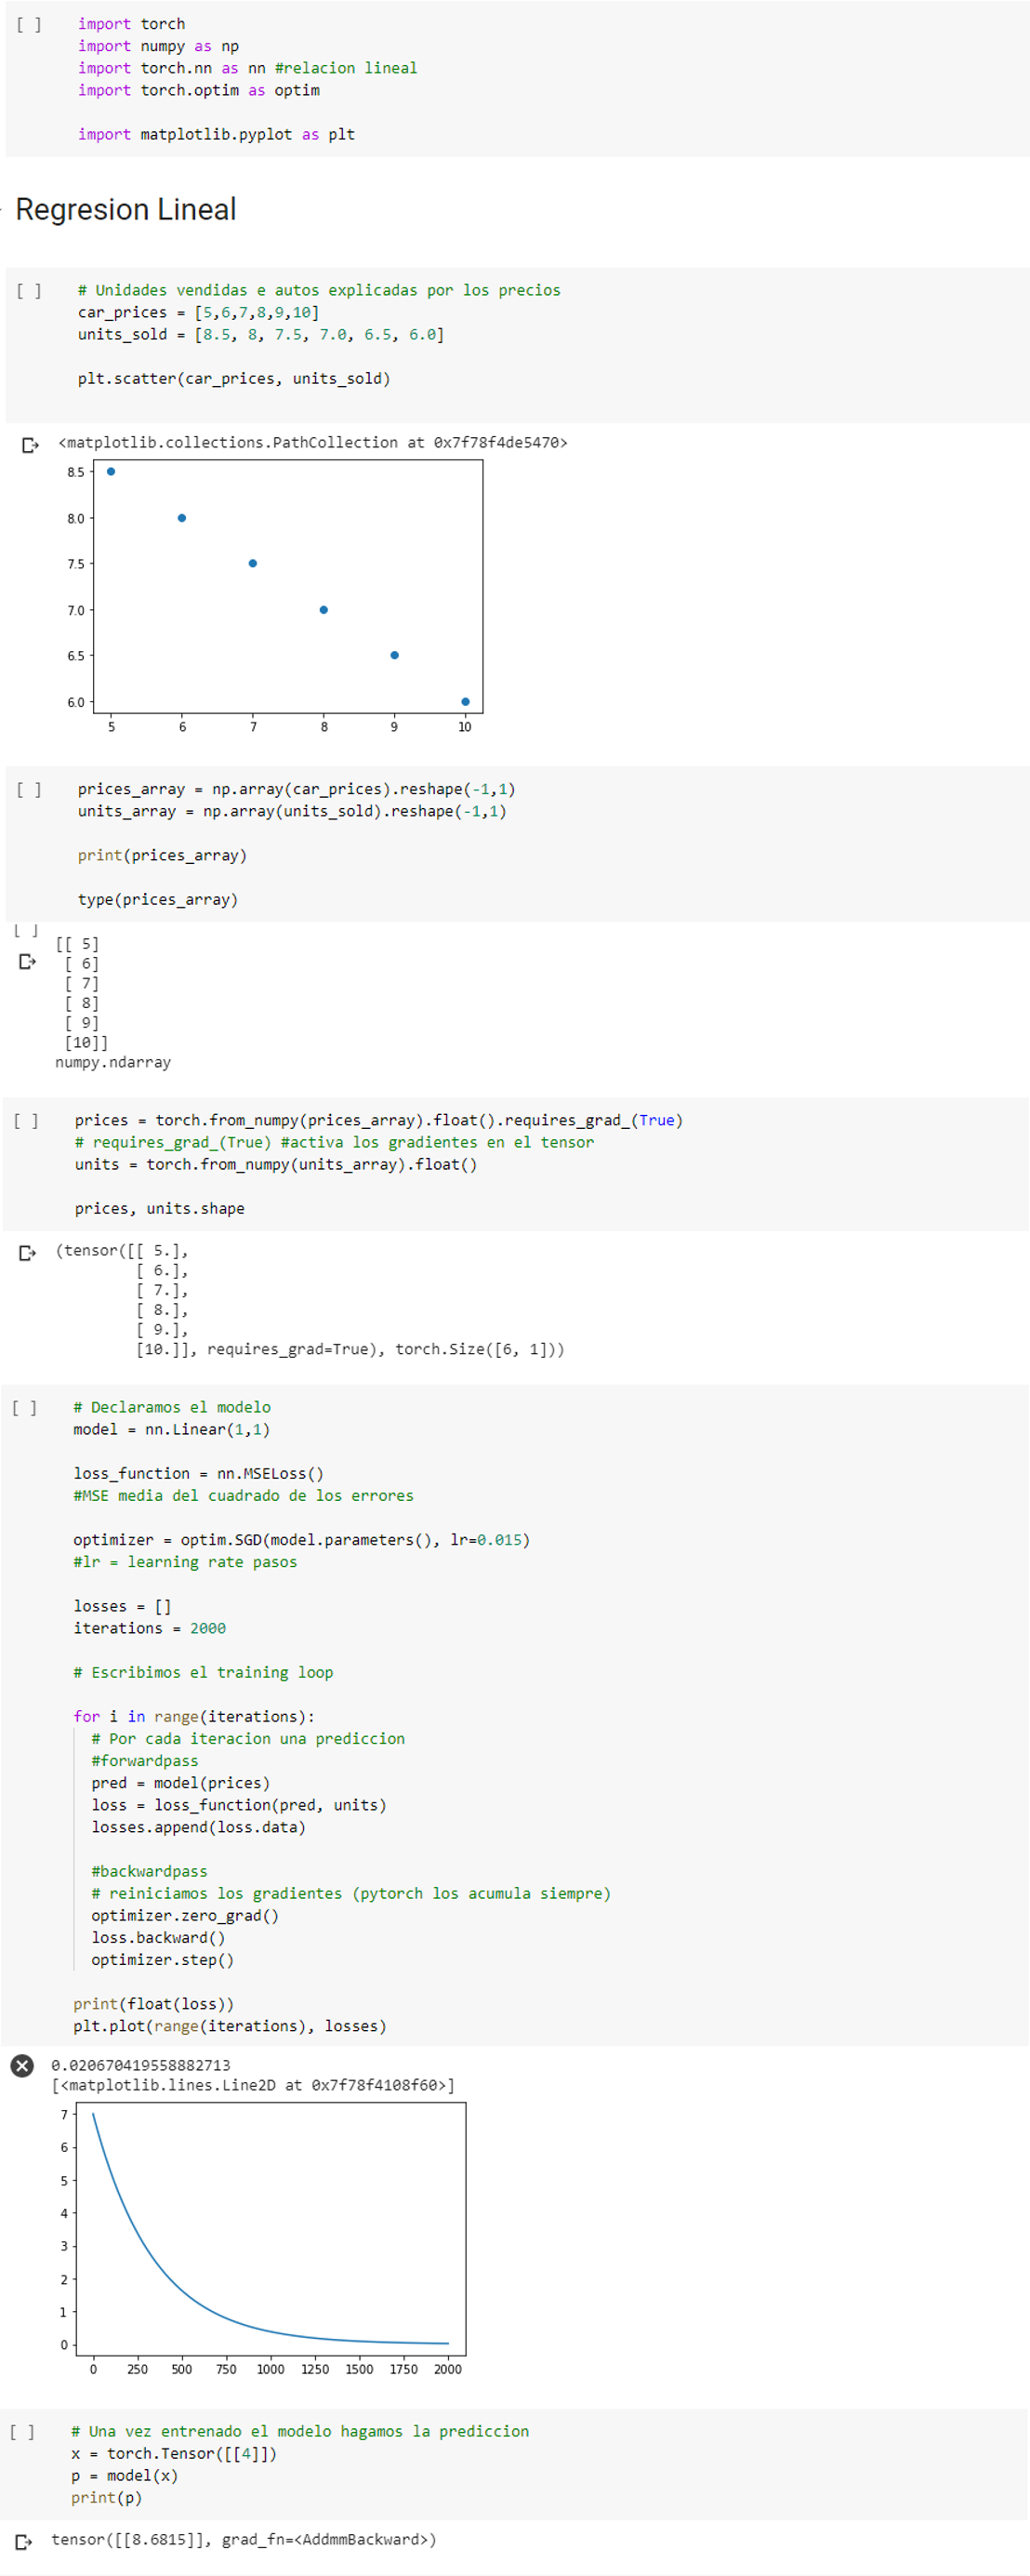 [ ] import torch
import numpy as np
import torch.nn as nn #relacion lineal
import torch.optim as optim
import matplotlib.pyplot as plt
Regresion Lineal
[ ] # Unidades vendidas e autos explicadas por los precios
car_prices = [5,6,7,8,9,10]
units_sold = [8.5, 8, 7.5, 7.0, 6.5, 6.0]
plt.scatter(car_prices, units_sold)
<matplotlib.collections.PathCollection at 0x7f78f4de5470>
8.5
8.0
7.5
7.0
6.5
6.0
5 6 7 8 9 10
[ ] prices_array = np.array(car_prices).reshape(-1,1)
units_array = np.array(units_sold).reshape(-1,1)
print(prices_array)
type(prices_array)
[ ]
[[ 5]
[ 6]
[ 7]
[ 8]
[ 9]
[10]]
numpy.ndarray
[ ] prices = torch.from_numpy(prices_array).float().requires_grad_(True)
# requires_grad_(True) #activa los gradientes en el tensor
units = torch.from_numpy(units_array).float()
prices, units.shape
(tensor([[ 5.],
[ 6.],
[ 7.],
[ 8.],
[ 9.],
[10.]], requires_grad=True), torch.Size([6, 1]))
[ ] # Declaramos el modelo
model = nn.Linear(1,1)
loss_function = nn.MSELoss()
#MSE media del cuadrado de los errores
optimizer = optim.SGD(model.parameters(), lr=0.015)
#lr = learning rate pasos
losses = []
iterations = 2000
# Escribimos el training loop
for i in range(iterations):
# Por cada iteracion una prediccion
#forwardpass
pred = model(prices)
loss = loss_function(pred, units)
losses.append(loss.data)
#backwardpass
# reiniciamos los gradientes (pytorch los acumula siempre)
optimizer.zero_grad()
loss.backward()
optimizer.step()
print(float(loss))
plt.plot(range(iterations), losses)
0.020670419558882713
[<matplotlib.lines.Line2D at 0x7f78f4108f60>]
7
6
5
4
3
2
1
0
0 250 500 750 1000 1250 1500 1750 2000
[ ] # Una vez entrenado el modelo hagamos la prediccion
x = torch.Tensor([[4]])
p = model(x)
print(p)
tensor([[8.6815]], grad_fn=<AddmmBackward>)